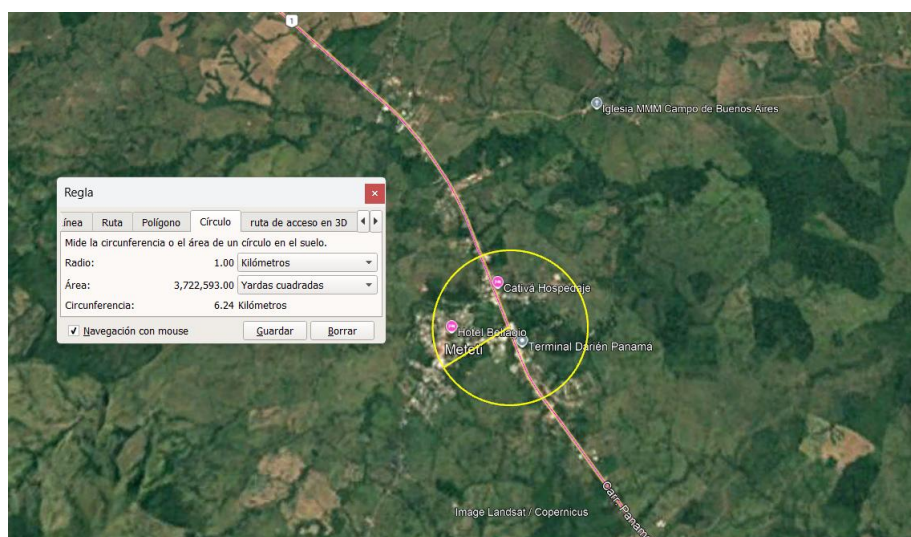 1
Iglesia MMM Campo de Buenos Aires
Regla
ínea Ruta Polígono Círculo ruta de acceso en 3D
Mide la circunferencia o el área de un círculo en el suelo.
Radio: 1.00 Kilómetros
Área: 3,722,593.00 Yardas cuadradas
Circunferencia: 6.24 Kilómetros
Navegación con mouse Guardar Borrar
Cativá Hospedaje
Hotel Bellagio
Terminal Darién Panamá
Metetí
Carr. Paname
Image Landsat / Copernicus